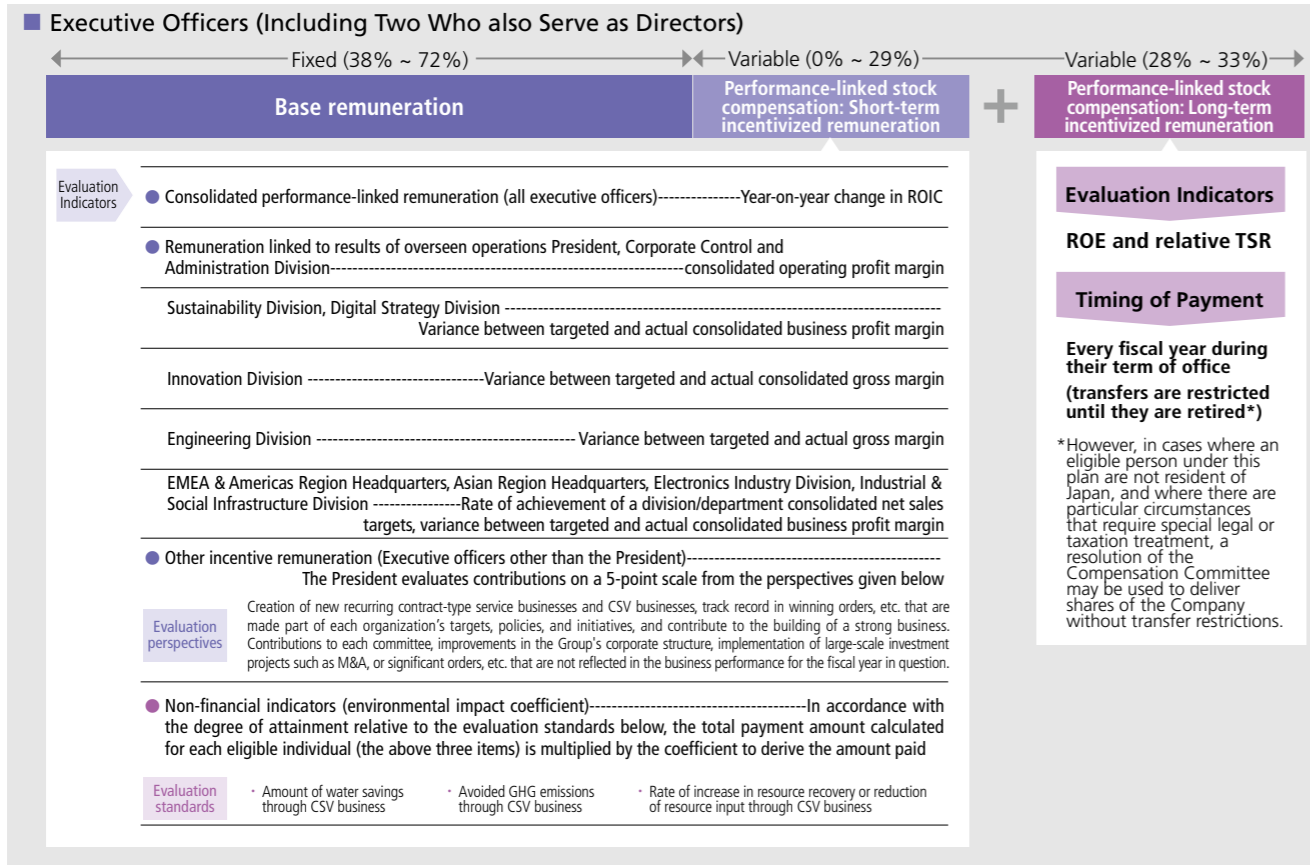 Executive Officers (Including Two Who also Serve as Directors)
Fixed (38% ~ 72%)
Variable (0% ~ 29%)
Variable (28% ~ 33%)
Base remuneration
Performance-linked stock
compensation: Short-term
incentivized remuneration
+
Performance-linked stock
compensation: Long-term
incentivized remuneration
Evaluation
Indicators
● Consolidated performance-linked remuneration (all executive officers)---------------Year-on-year change in ROIC
● Remuneration linked to results of overseen operations President, Corporate Control and
Administration Division----------------------------------------------------------------consolidated operating profit margin
Sustainability Division, Digital Strategy Division -------------------------------------------------------------------------------
Variance between targeted and actual consolidated business profit margin
Innovation Division --------------------------------Variance between targeted and actual consolidated gross margin
Engineering Division ----------------------------------------------- Variance between targeted and actual gross margin
EMEA & Americas Region Headquarters, Asian Region Headquarters, Electronics Industry Division, Industrial &
Social Infrastructure Division ----------------Rate of achievement of a division/department consolidated net sales
targets, variance between targeted and actual consolidated business profit margin
● Other incentive remuneration (Executive officers other than the President)----------------------------------------------
The President evaluates contributions on a 5-point scale from the perspectives given below
Evaluation
perspectives
Creation of new recurring contract-type service businesses and CSV businesses, track record in winning orders, etc. that are
made part of each organization's targets, policies, and initiatives, and contribute to the building of a strong business.
Contributions to each committee, improvements in the Group's corporate structure, implementation of large-scale investment
projects such as M&A, or significant orders, etc. that are not reflected in the business performance for the fiscal year in question.
● Non-financial indicators (environmental impact coefficient)---------------------------------------In accordance with
the degree of attainment relative to the evaluation standards below, the total payment amount calculated
for each eligible individual (the above three items) is multiplied by the coefficient to derive the amount paid
Evaluation
standards
・Amount of water savings
through CSV business
・Avoided GHG emissions
through CSV business
・Rate of increase in resource recovery or reduction
of resource input through CSV business
Evaluation Indicators
ROE and relative TSR
Timing of Payment
Every fiscal year during
their term of office
(transfers are restricted
until they are retired*)
*However, in cases where an
eligible person under this
plan are not resident of
Japan, and where there are
particular circumstances
that require special legal or
taxation treatment, a
resolution of the
Compensation Committee
may be used to deliver
shares of the Company
without transfer restrictions.